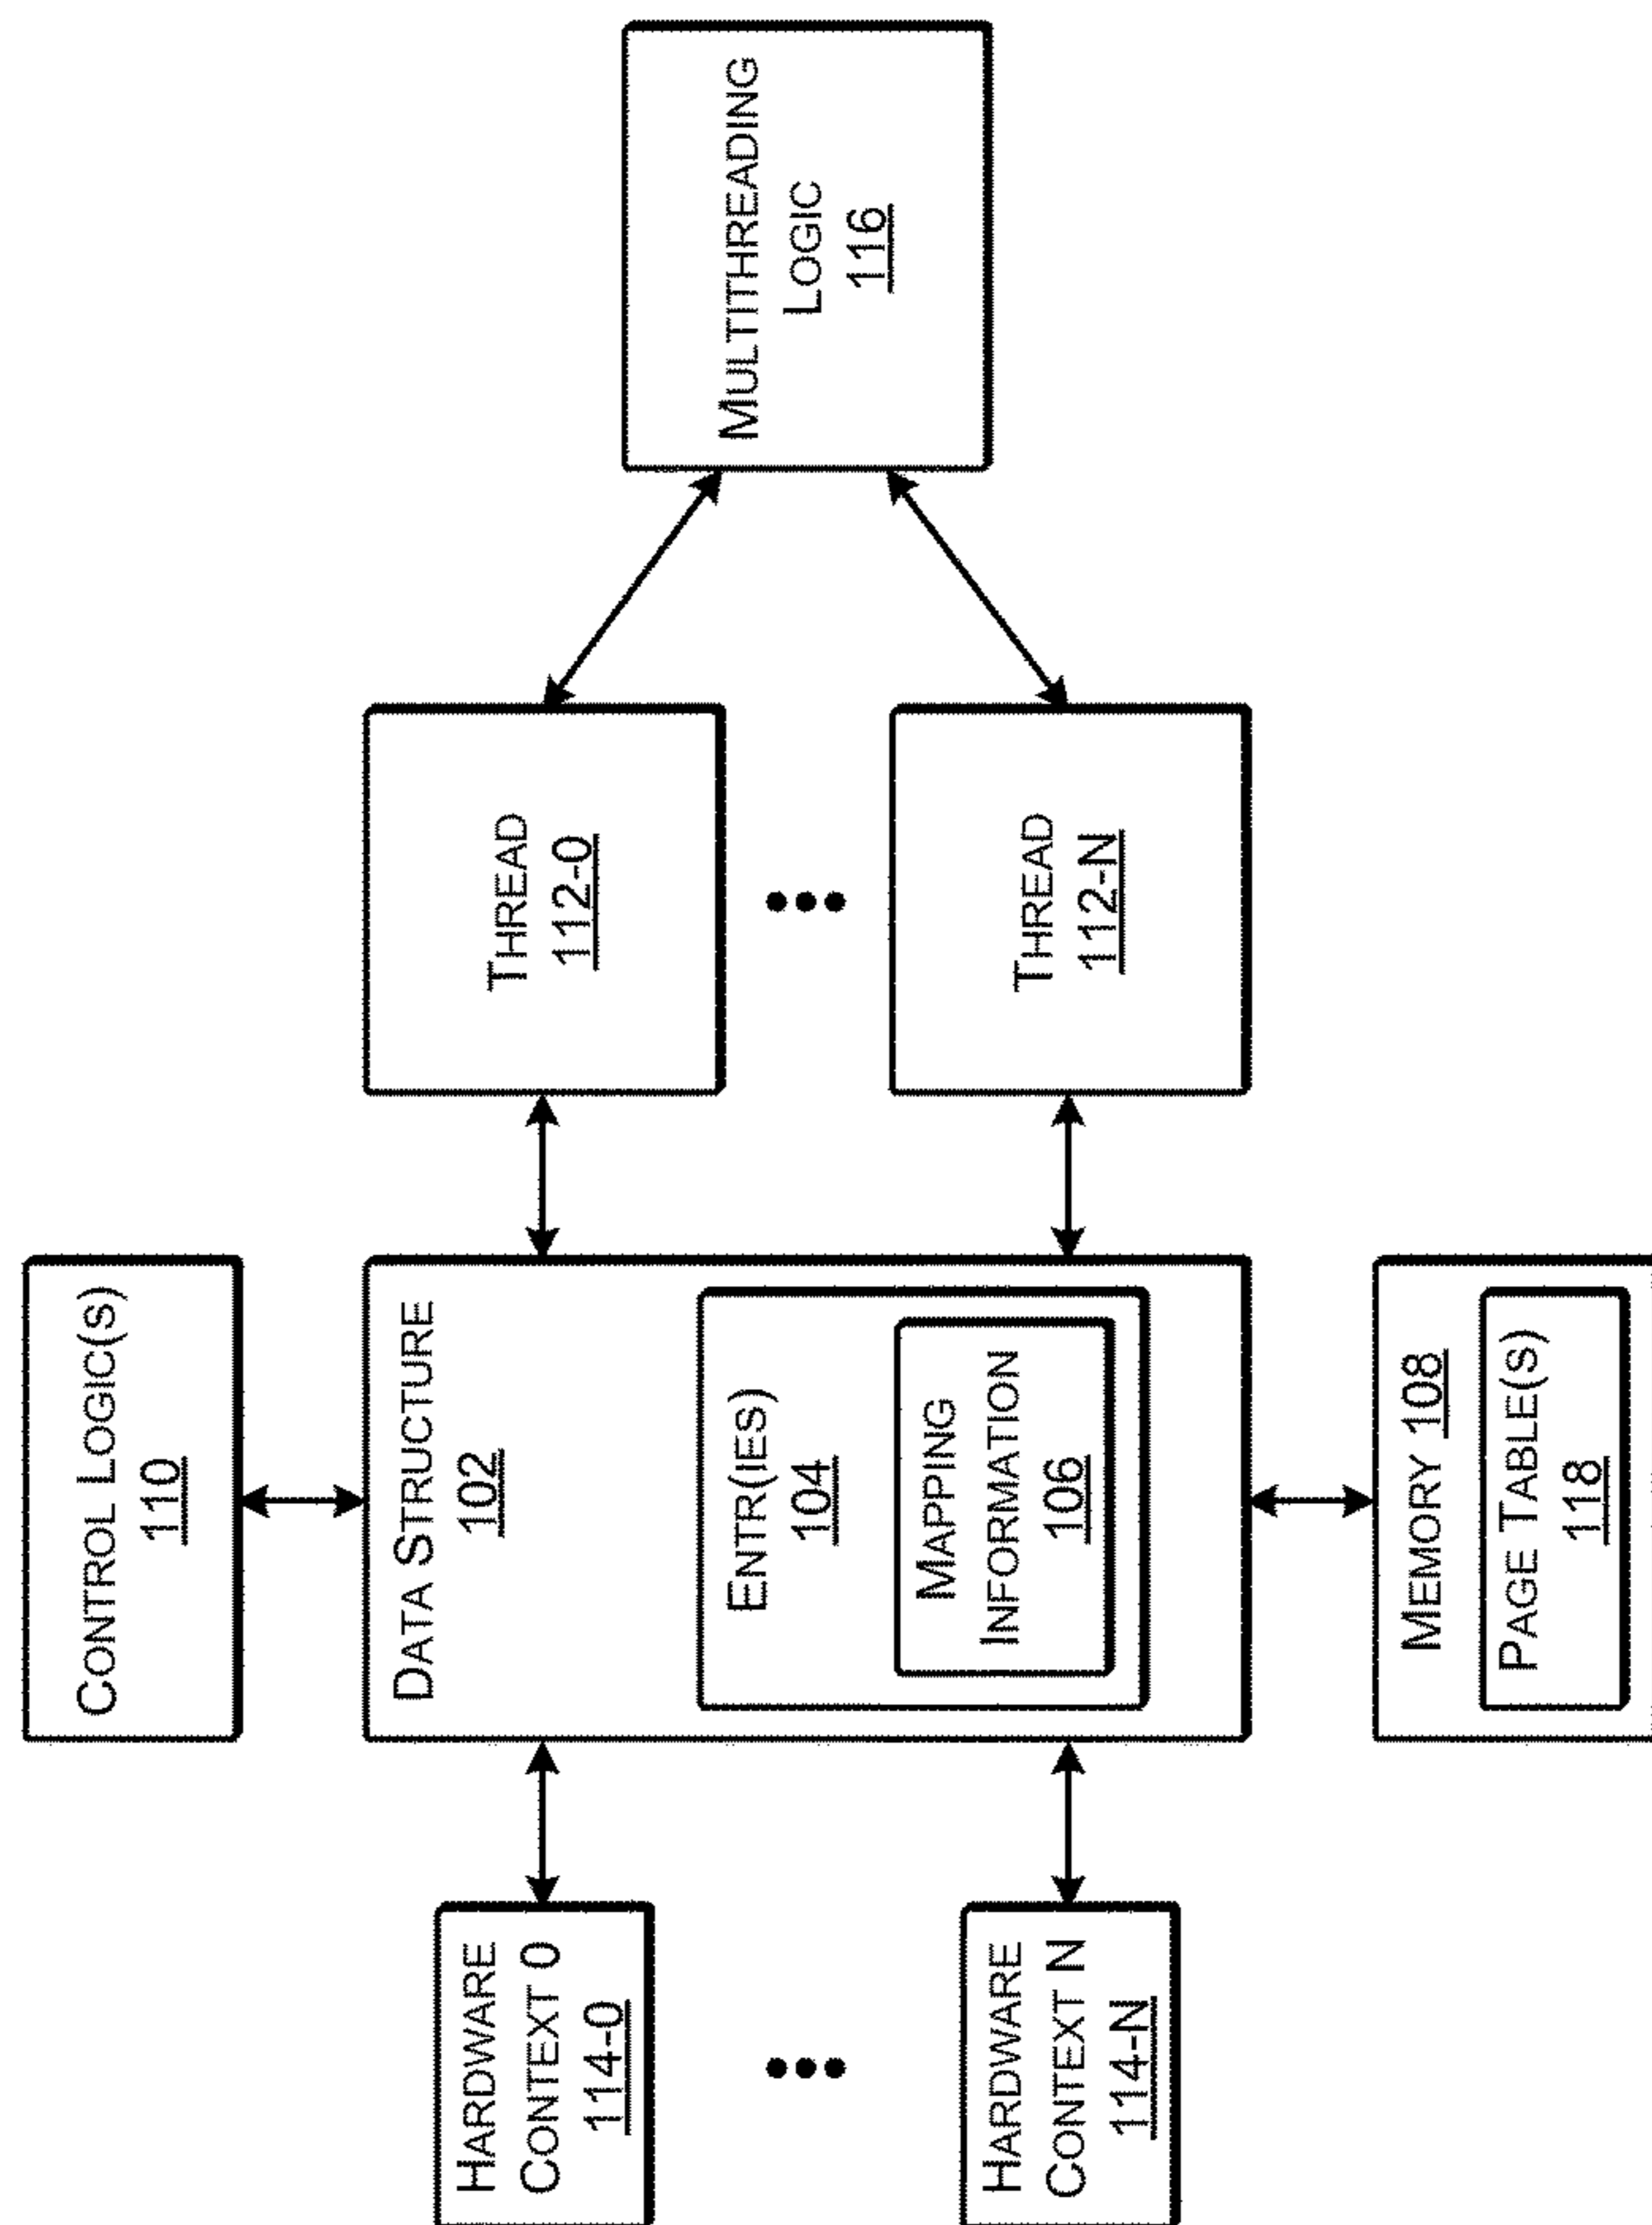 MULTITHREADING
LOGIC
116
THREAD
112-0
THREAD
112-N
CONTROL LOGIC(S)
110
DATA STRUCTURE
102
ENTR(IES)
104
MAPPING
INFORMATION
106
MEMORY 108
PAGE TABLE(S)
118
HARDWARE
CONTEXT 0
114-0
HARDWARE
CONTEXT N
114-N